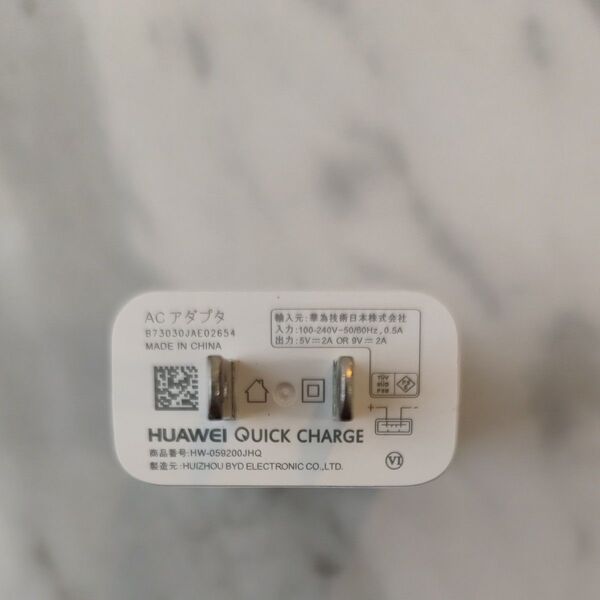 ACアダプタ
B73030JAE02654
MADE IN CHINA
輸入元:華為技術日本株式会社
入力:100-240V~50/60Hz, 0.5A
出力:5V⎓2A OR 9V⎓2A
HUAWEI QUICK CHARGE
商品番号:HW-059200JHQ
製造元:HUIZHOU BYD ELECTRONIC CO.,LTD.
+ -
VI